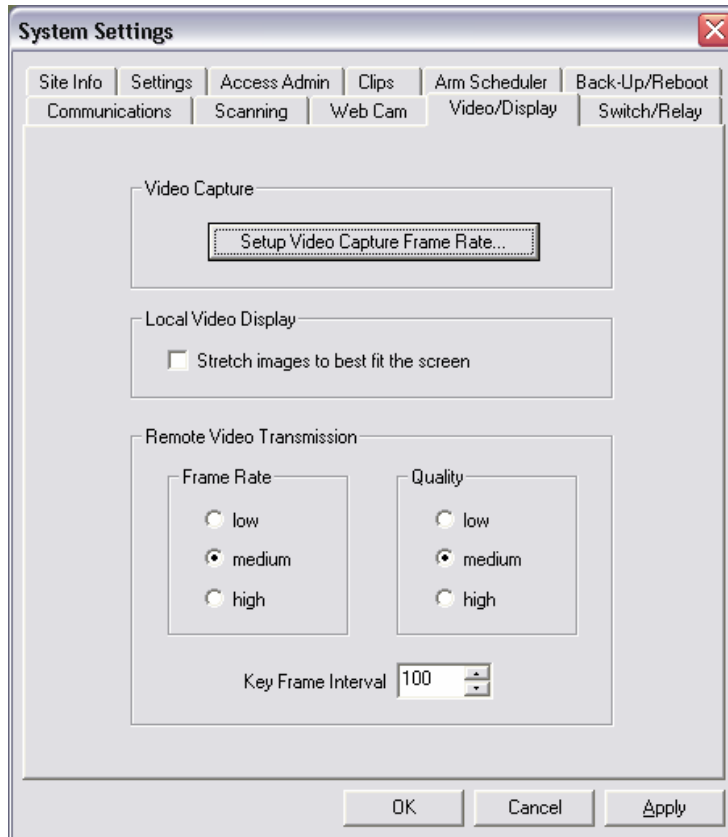 System Settings
Site Info Settings Access Admin Clips Arm Scheduler Back-Up/Reboot
Communications Scanning Web Cam Video/Display Switch/Relay
Video Capture
Setup Video Capture Frame Rate...
Local Video Display
Stretch images to best fit the screen
Remote Video Transmission
Frame Rate Quality
low low
medium medium
high high
Key Frame Interval 100
OK Cancel Apply